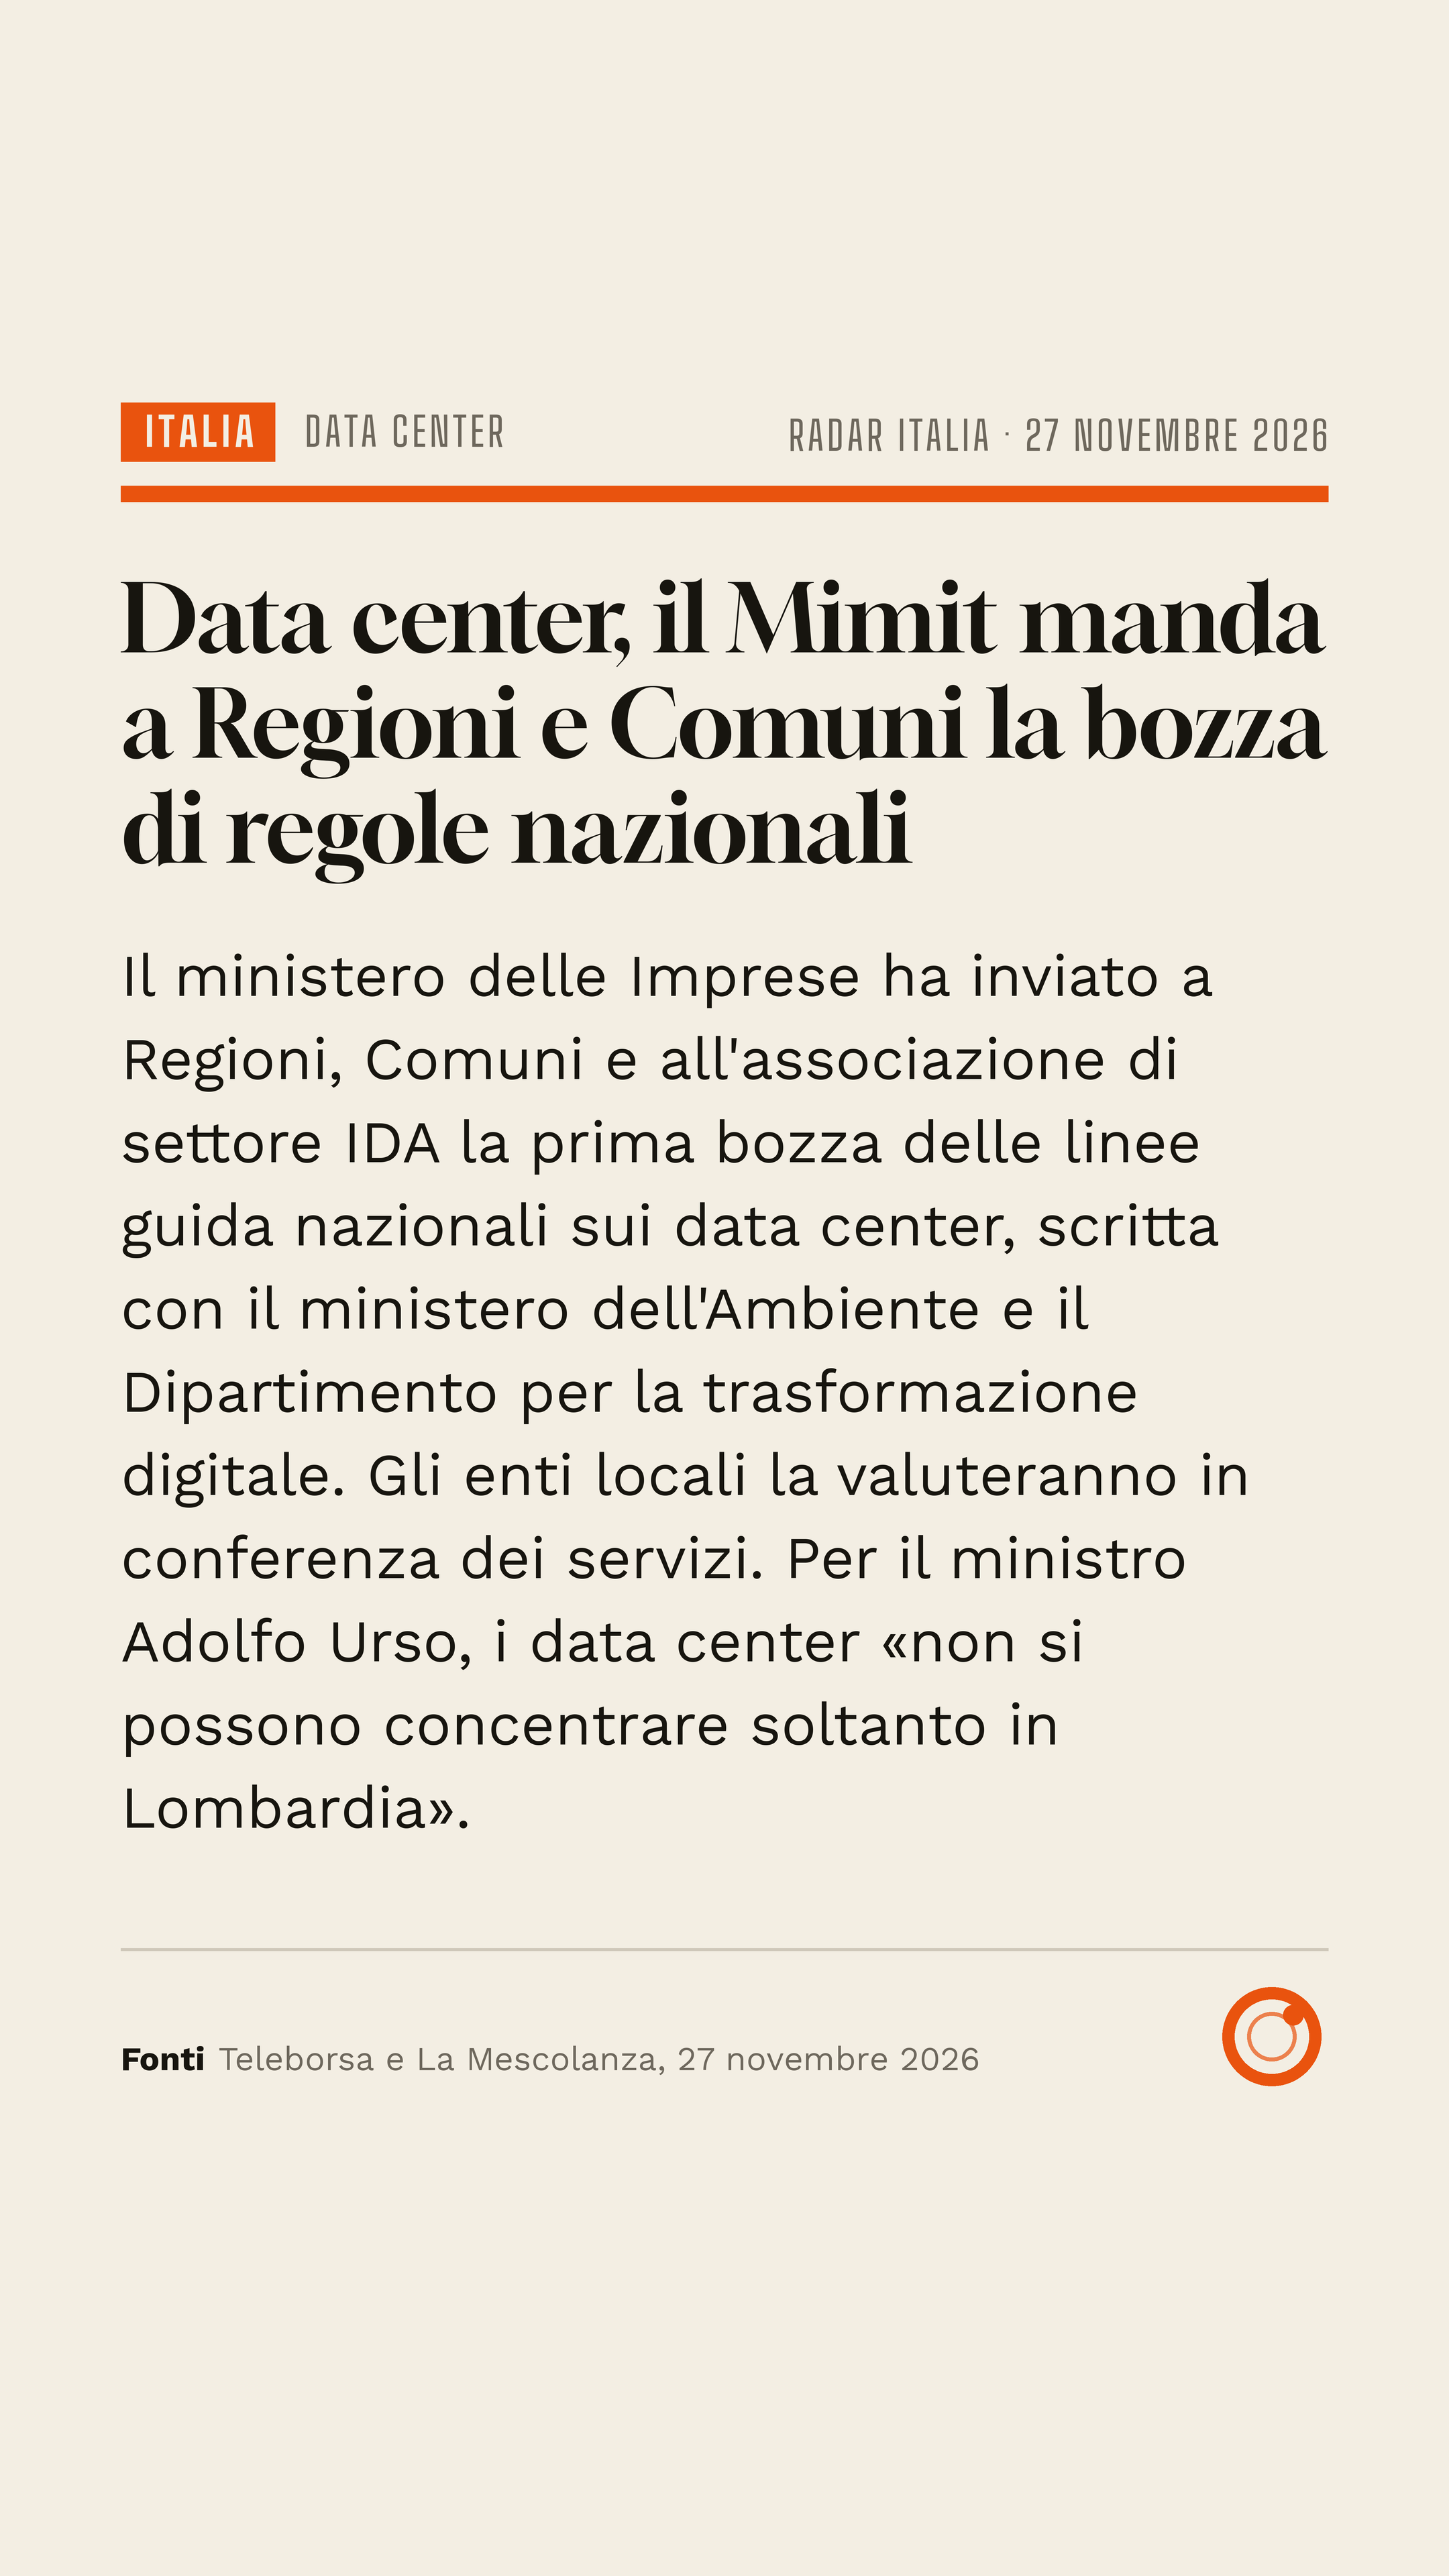 ITALIA DATA CENTER RADAR ITALIA · 27 NOVEMBRE 2026
Data center, il Mimit manda
a Regioni e Comuni la bozza
di regole nazionali
Il ministero delle Imprese ha inviato a
Regioni, Comuni e all'associazione di
settore IDA la prima bozza delle linee
guida nazionali sui data center, scritta
con il ministero dell'Ambiente e il
Dipartimento per la trasformazione
digitale. Gli enti locali la valuteranno in
conferenza dei servizi. Per il ministro
Adolfo Urso, i data center «non si
possono concentrare soltanto in
Lombardia».
Fonti Teleborsa e La Mescolanza, 27 novembre 2026